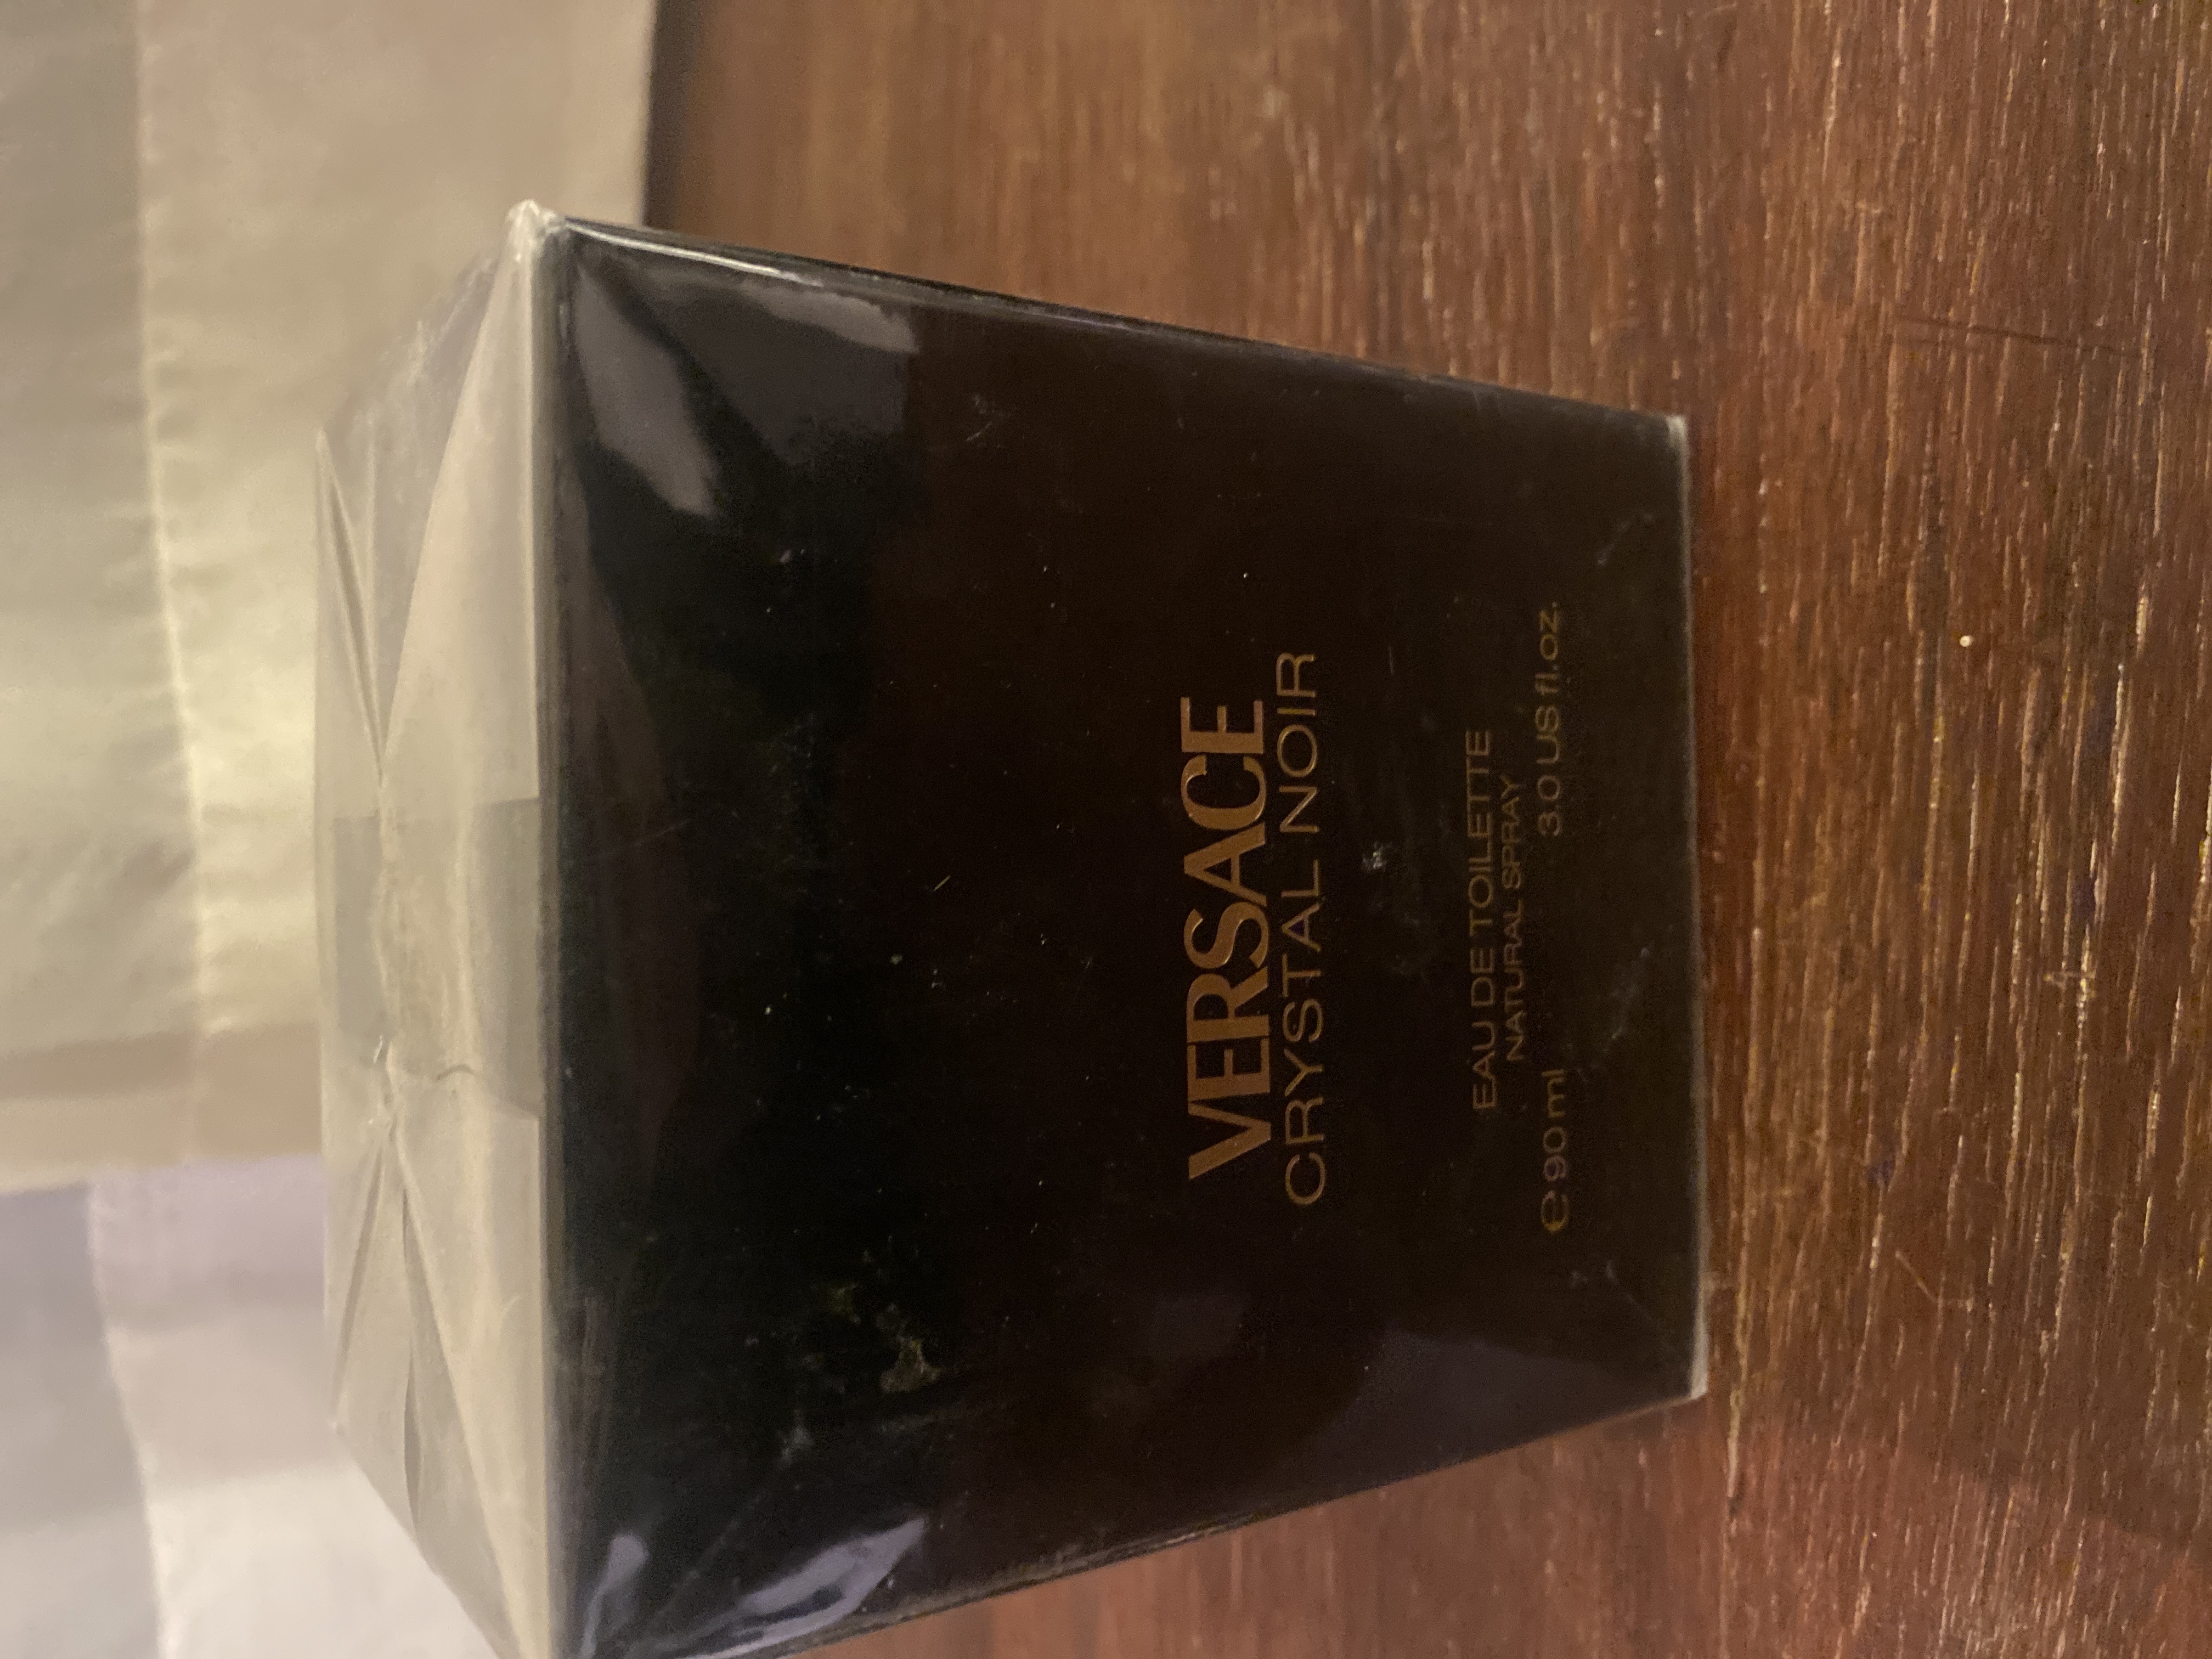 VERSACE
CRYSTAL NOIR
EAU DE TOILETTE
NATURAL SPRAY
℮ 90 ml 3.0 US fl.oz.